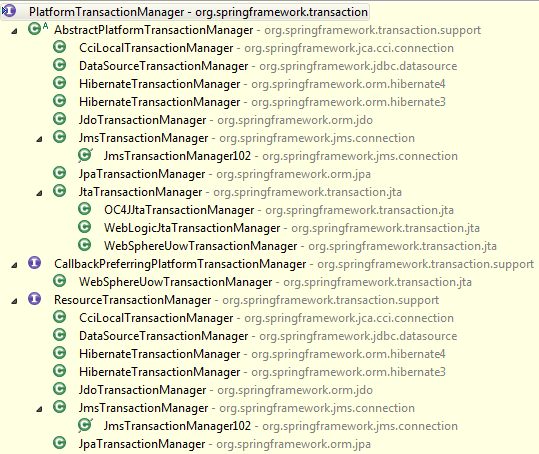 PlatformTransactionManager - org.springframework.transaction
AbstractPlatformTransactionManager - org.springframework.transaction.support
CciLocalTransactionManager - org.springframework.jca.cci.connection
DataSourceTransactionManager - org.springframework.jdbc.datasource
HibernateTransactionManager - org.springframework.orm.hibernate4
HibernateTransactionManager - org.springframework.orm.hibernate3
JdoTransactionManager - org.springframework.orm.jdo
JmsTransactionManager - org.springframework.jms.connection
JmsTransactionManager102 - org.springframework.jms.connection
JpaTransactionManager - org.springframework.orm.jpa
JtaTransactionManager - org.springframework.transaction.jta
OC4JJtaTransactionManager - org.springframework.transaction.jta
WebLogicJtaTransactionManager - org.springframework.transaction.jta
WebSphereUowTransactionManager - org.springframework.transaction.jta
CallbackPreferringPlatformTransactionManager - org.springframework.transaction.support
WebSphereUowTransactionManager - org.springframework.transaction.jta
ResourceTransactionManager - org.springframework.transaction.support
CciLocalTransactionManager - org.springframework.jca.cci.connection
DataSourceTransactionManager - org.springframework.jdbc.datasource
HibernateTransactionManager - org.springframework.orm.hibernate4
HibernateTransactionManager - org.springframework.orm.hibernate3
JdoTransactionManager - org.springframework.orm.jdo
JmsTransactionManager - org.springframework.jms.connection
JmsTransactionManager102 - org.springframework.jms.connection
JpaTransactionManager - org.springframework.orm.jpa